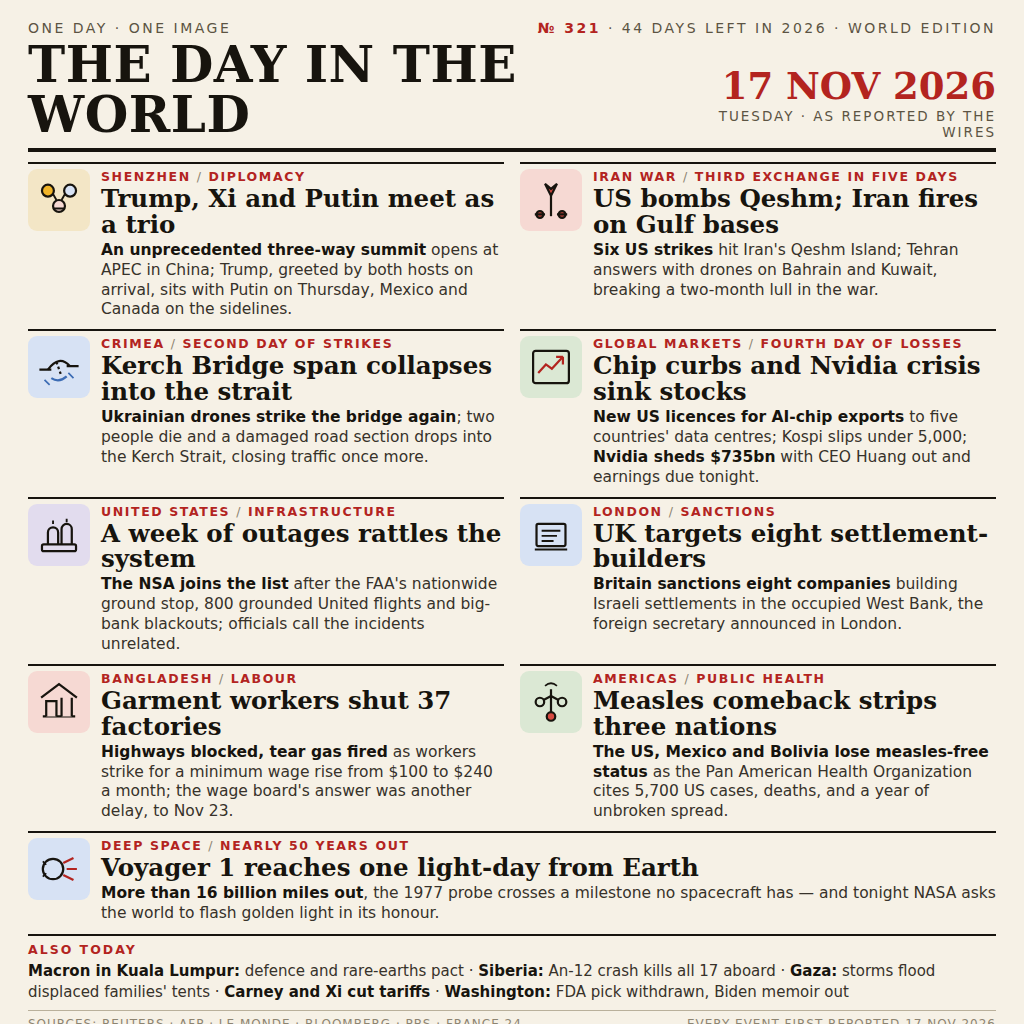 ONE DAY · ONE IMAGE
№ 321 · 44 DAYS LEFT IN 2026 · WORLD EDITION
THE DAY IN THE
WORLD
17 NOV 2026
TUESDAY · AS REPORTED BY THE
WIRES
SHENZHEN / DIPLOMACY
Trump, Xi and Putin meet as
a trio
An unprecedented three-way summit opens at
APEC in China; Trump, greeted by both hosts on
arrival, sits with Putin on Thursday, Mexico and
Canada on the sidelines.
IRAN WAR / THIRD EXCHANGE IN FIVE DAYS
US bombs Qeshm; Iran fires
on Gulf bases
Six US strikes hit Iran's Qeshm Island; Tehran
answers with drones on Bahrain and Kuwait,
breaking a two-month lull in the war.
CRIMEA / SECOND DAY OF STRIKES
Kerch Bridge span collapses
into the strait
Ukrainian drones strike the bridge again; two
people die and a damaged road section drops into
the Kerch Strait, closing traffic once more.
GLOBAL MARKETS / FOURTH DAY OF LOSSES
Chip curbs and Nvidia crisis
sink stocks
New US licences for AI-chip exports to five
countries' data centres; Kospi slips under 5,000;
Nvidia sheds $735bn with CEO Huang out and
earnings due tonight.
UNITED STATES / INFRASTRUCTURE
A week of outages rattles the
system
The NSA joins the list after the FAA's nationwide
ground stop, 800 grounded United flights and big-
bank blackouts; officials call the incidents
unrelated.
LONDON / SANCTIONS
UK targets eight settlement-
builders
Britain sanctions eight companies building
Israeli settlements in the occupied West Bank, the
foreign secretary announced in London.
BANGLADESH / LABOUR
Garment workers shut 37
factories
Highways blocked, tear gas fired as workers
strike for a minimum wage rise from $100 to $240
a month; the wage board's answer was another
delay, to Nov 23.
AMERICAS / PUBLIC HEALTH
Measles comeback strips
three nations
The US, Mexico and Bolivia lose measles-free
status as the Pan American Health Organization
cites 5,700 US cases, deaths, and a year of
unbroken spread.
DEEP SPACE / NEARLY 50 YEARS OUT
Voyager 1 reaches one light-day from Earth
More than 16 billion miles out, the 1977 probe crosses a milestone no spacecraft has — and tonight NASA asks
the world to flash golden light in its honour.
ALSO TODAY
Macron in Kuala Lumpur: defence and rare-earths pact · Siberia: An-12 crash kills all 17 aboard · Gaza: storms flood
displaced families' tents · Carney and Xi cut tariffs · Washington: FDA pick withdrawn, Biden memoir out
SOURCES: REUTERS · AFP · LE MONDE · BLOOMBERG · PBS · FRANCE 24
EVERY EVENT FIRST REPORTED 17 NOV 2026